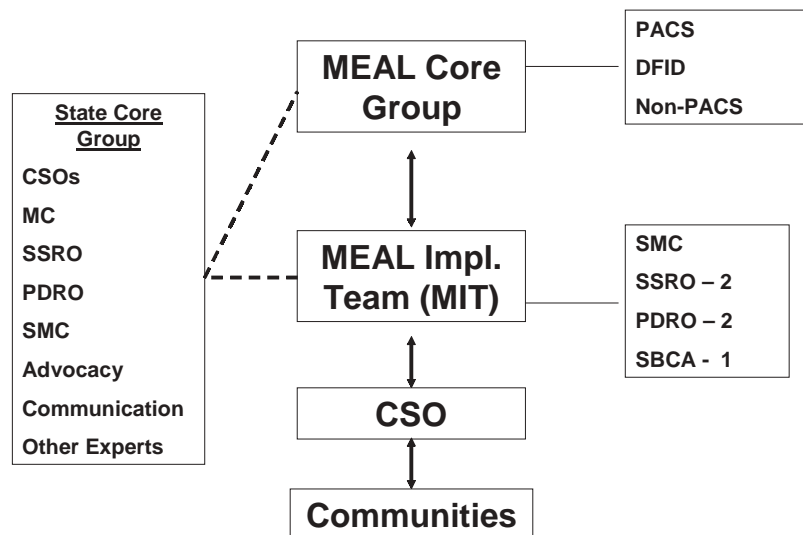 PACS
DFID
Non-PACS
MEAL Core
Group
State Core
Group
CSOs
MC
SSRO
PDRO
SMC
Advocacy
Communication
Other Experts
MEAL Impl.
Team (MIT)
SMC
SSRO – 2
PDRO – 2
SBCA - 1
CSO
Communities